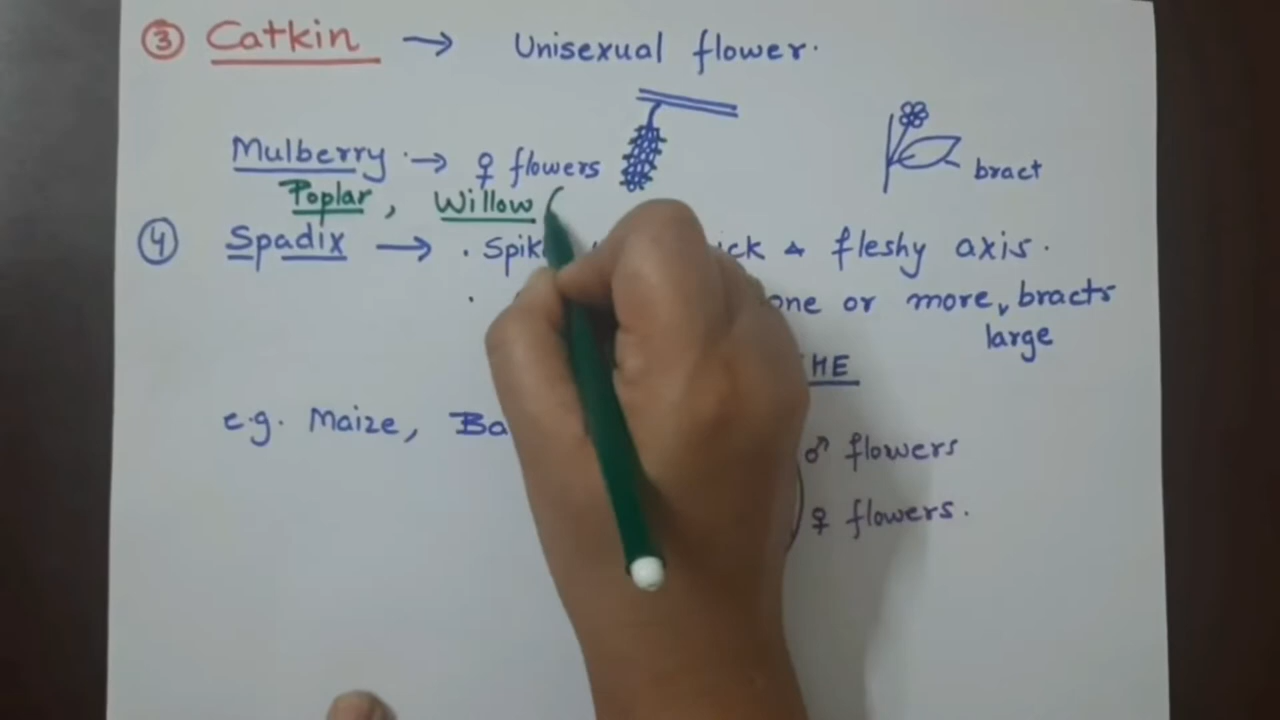 ③ Catkin → Unisexual flower.
Mulberry → ♀ flowers
bract
Poplar, Willow (
④ Spadix → . Spik ick & fleshy axis.
. one or more, bracts
large
HE
e.g. Maize, Ba
♂ flowers
♀ flowers.